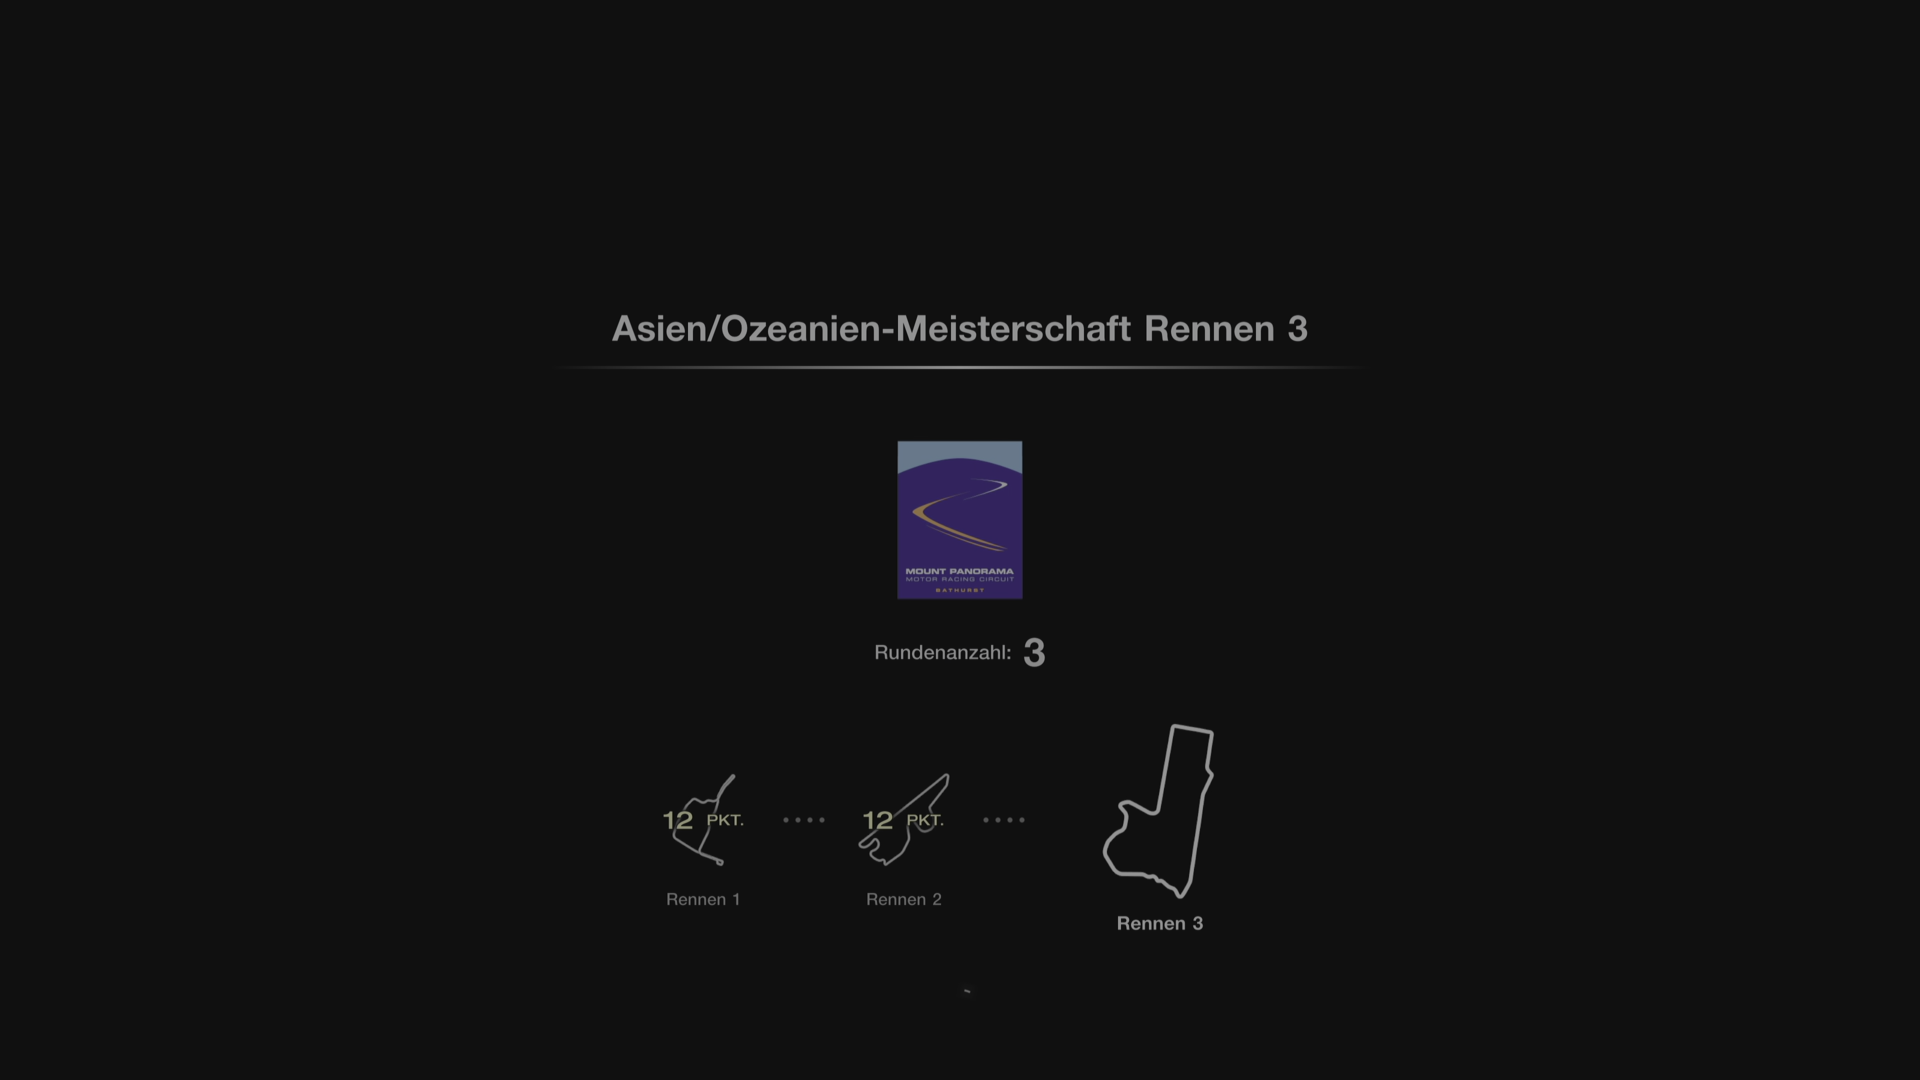 Asien/Ozeanien-Meisterschaft Rennen 3
MOUNT PANORAMA
MOTOR RACING CIRCUIT
BATHURST
Rundenanzahl: 3
12 PKT.
12 PKT.
Rennen 1
Rennen 2
Rennen 3